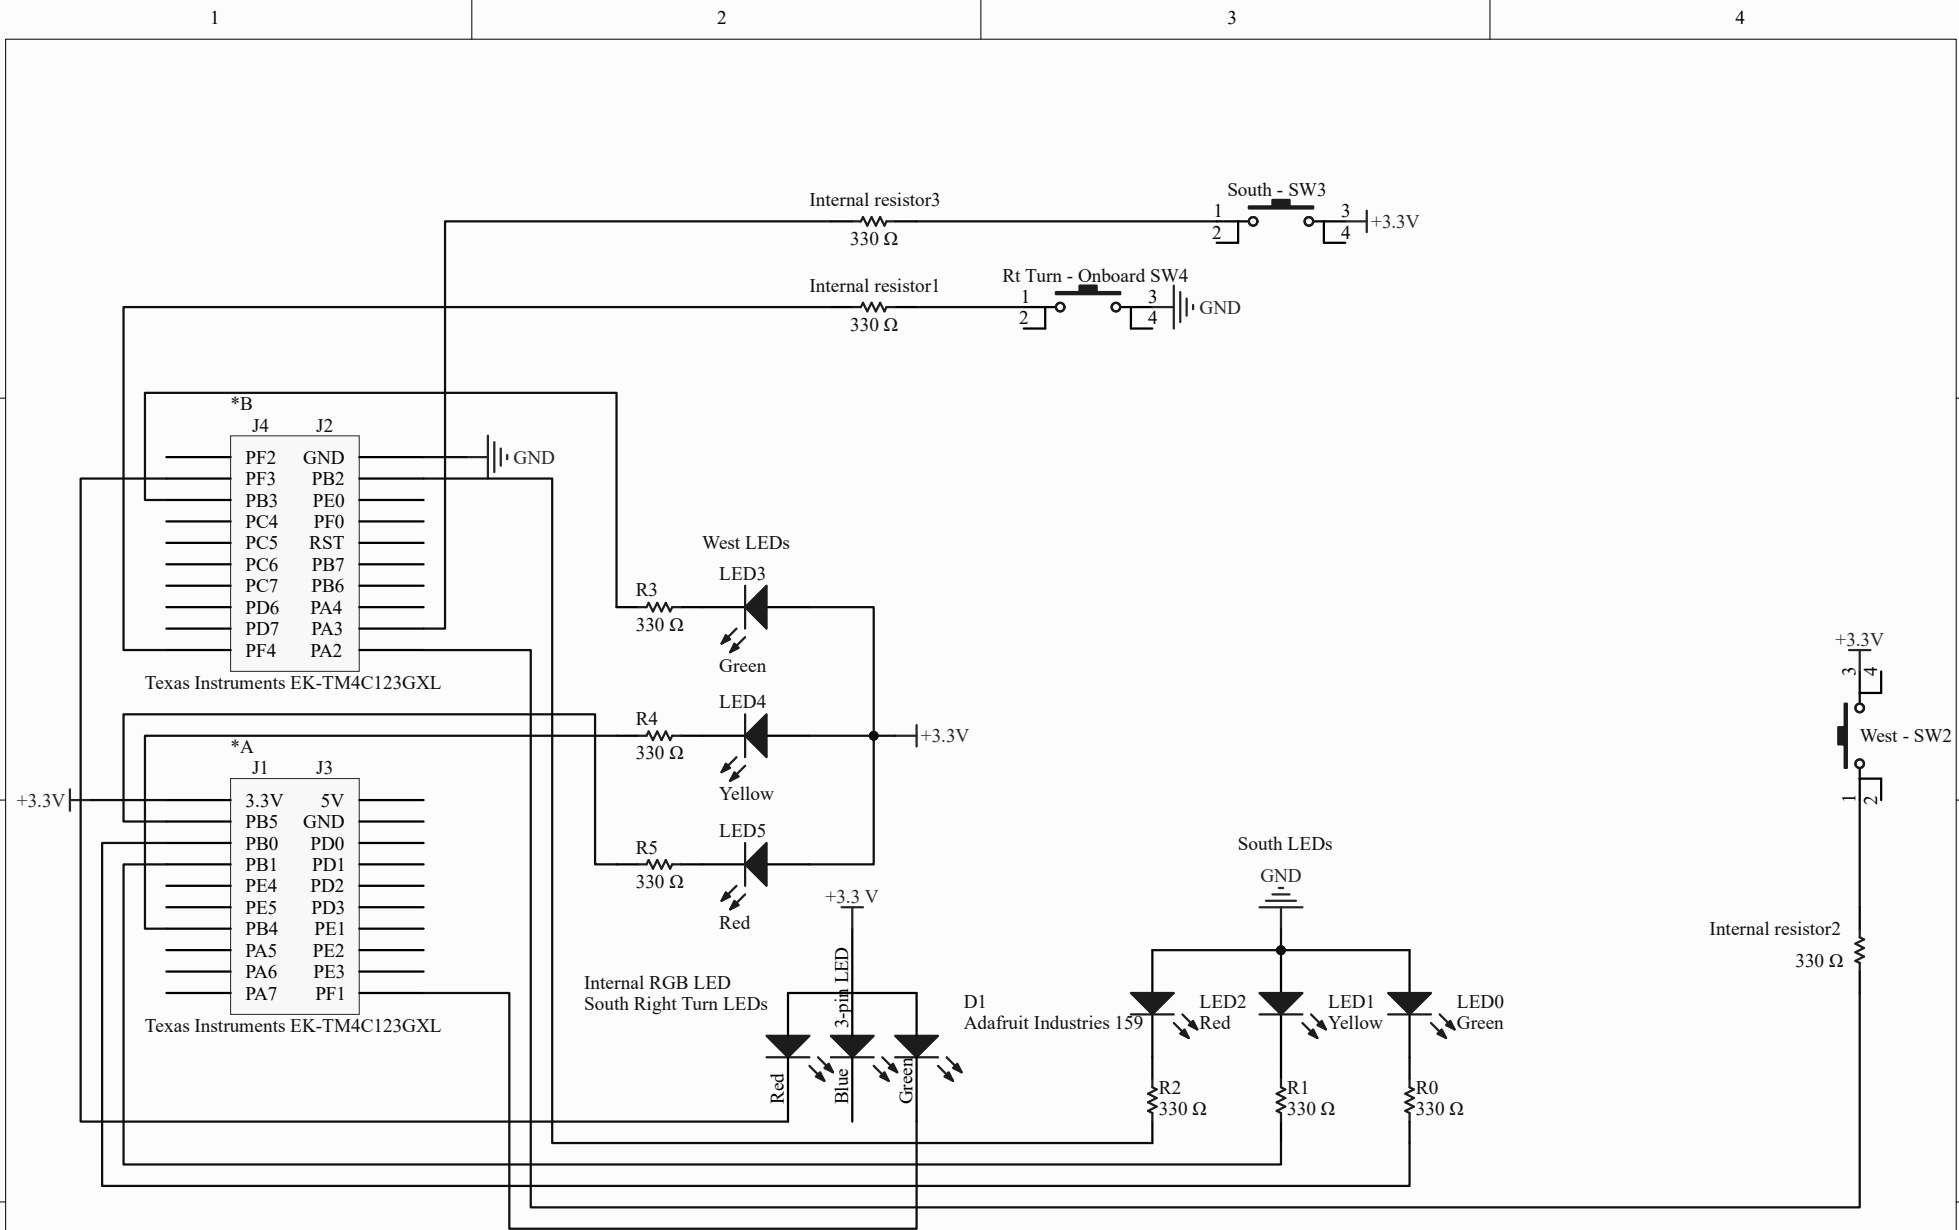 1 2 3 4
South - SW3
Internal resistor3
1 3
+3.3V
330 Ω
2 4
Rt Turn - Onboard SW4
Internal resistor1
1 3
GND
330 Ω
2 4
*B
J4 J2
PF2 GND
GND
PF3 PB2
PB3 PE0
PC4 PF0
PC5 RST
PC6 PB7
PC7 PB6
PD6 PA4
PD7 PA3
PF4 PA2
Texas Instruments EK-TM4C123GXL
West LEDs
LED3
R3
330 Ω
Green
LED4
R4
330 Ω
Yellow
+3.3V
LED5
R5
330 Ω
Red
+3.3V
3 4
West - SW2
1 2
Internal resistor2
330 Ω
*A
J1 J3
+3.3V
3.3V 5V
PB5 GND
PB0 PD0
PB1 PD1
PE4 PD2
PE5 PD3
PB4 PE1
PA5 PE2
PA6 PE3
PA7 PF1
Texas Instruments EK-TM4C123GXL
+3.3 V
3-pin LED
Internal RGB LED
South Right Turn LEDs
D1
Adafruit Industries 159
Red
Blue
Green
South LEDs
GND
LED2
Red
LED1
Yellow
LED0
Green
R2
330 Ω
R1
330 Ω
R0
330 Ω